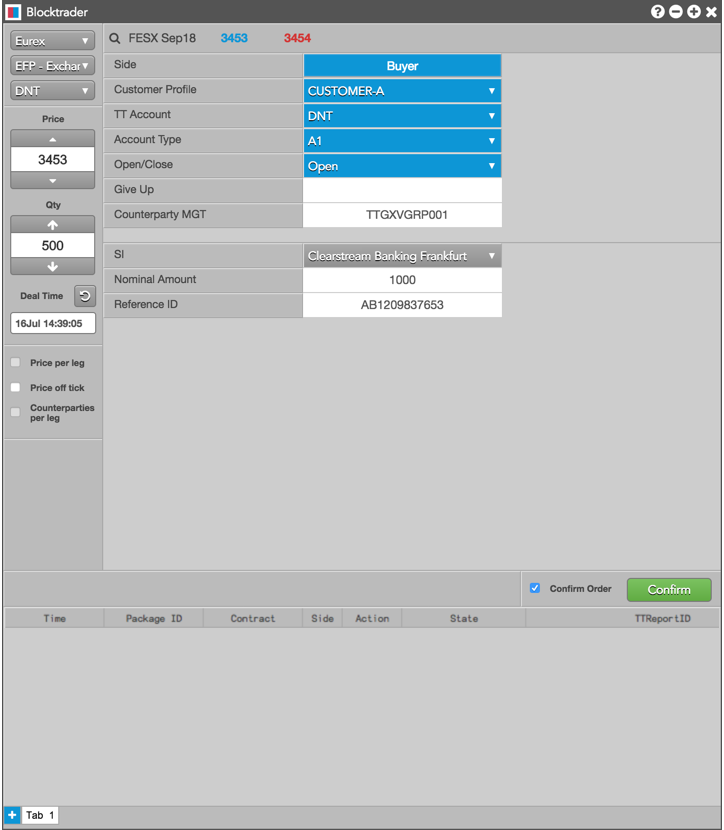 Blocktrader
Eurex
EFP - Exchar
DNT
Price
3453
Qty
500
Deal Time
16Jul 14:39:05
Price per leg
Price off tick
Counterparties
per leg
FESX Sep18 3453 3454
Side Buyer
Customer Profile CUSTOMER-A
TT Account DNT
Account Type A1
Open/Close Open
Give Up
Counterparty MGT TTGXVGRP001
SI Clearstream Banking Frankfurt
Nominal Amount 1000
Reference ID AB1209837653
Confirm Order Confirm
Time Package ID Contract Side Action State TTReportID
Tab 1